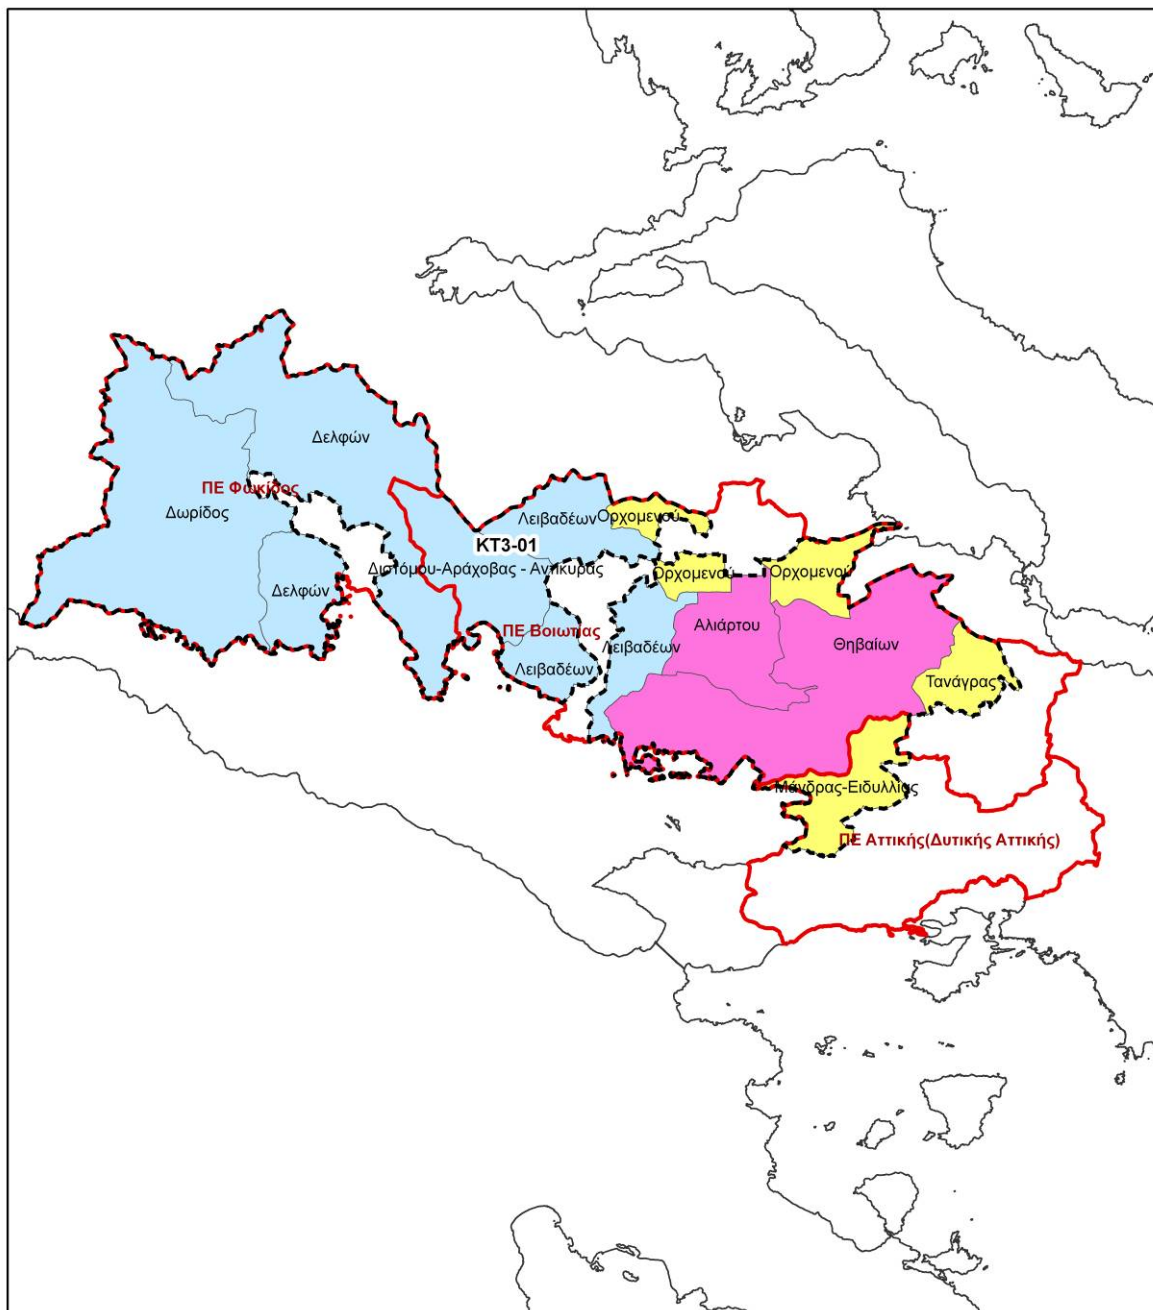 Δελφών
ΠΕ Φωκίδος
Δωρίδος
Λειβαδέων
Ορχομενού
ΚΤ3-01
Διστόμου-Αράχοβας - Αντικύρας
Ορχομενού
Ορχομενού
Δελφών
Αλιάρτου
ΠΕ Βοιωτίας
Λειβαδέων
Θηβαίων
Λειβαδέων
Τανάγρας
Μάνδρας-Ειδυλλίας
ΠΕ Αττικής(Δυτικής Αττικής)